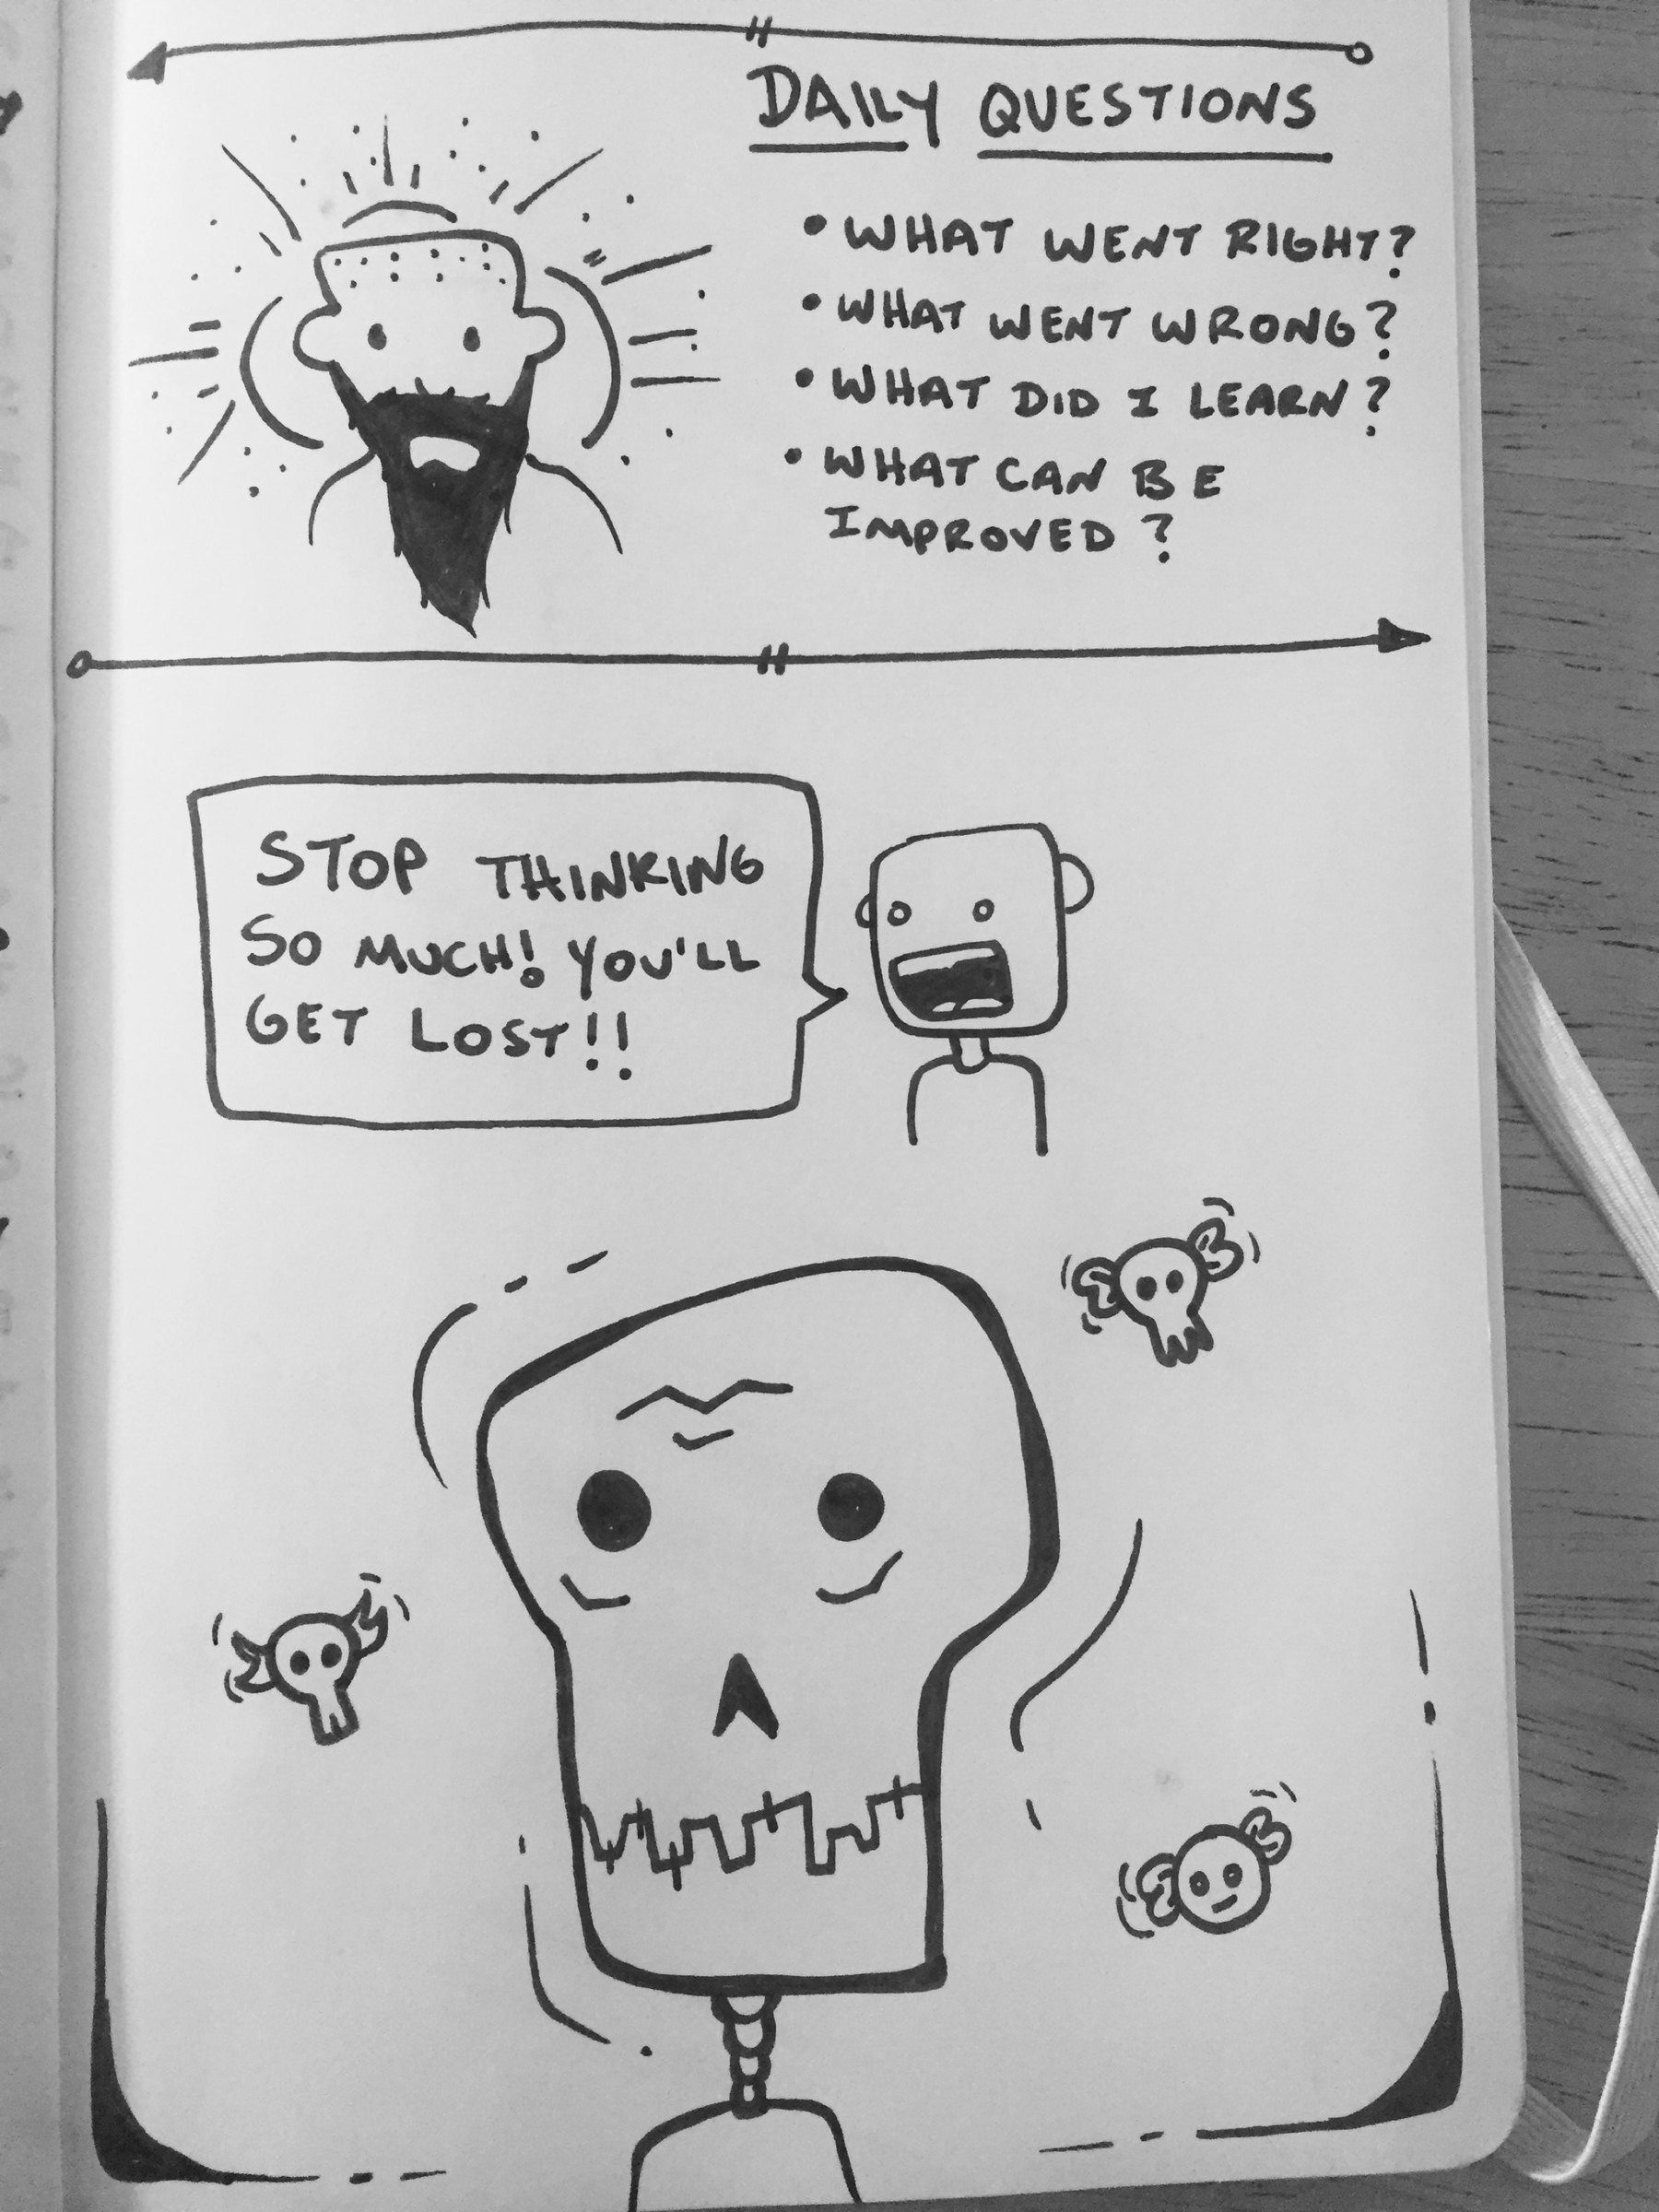 DAILY QUESTIONS
• WHAT WENT RIGHT?
• WHAT WENT WRONG?
• WHAT DID I LEARN?
• WHAT CAN BE
IMPROVED?
STOP THINKING
SO MUCH! YOU'LL
GET LOST!!